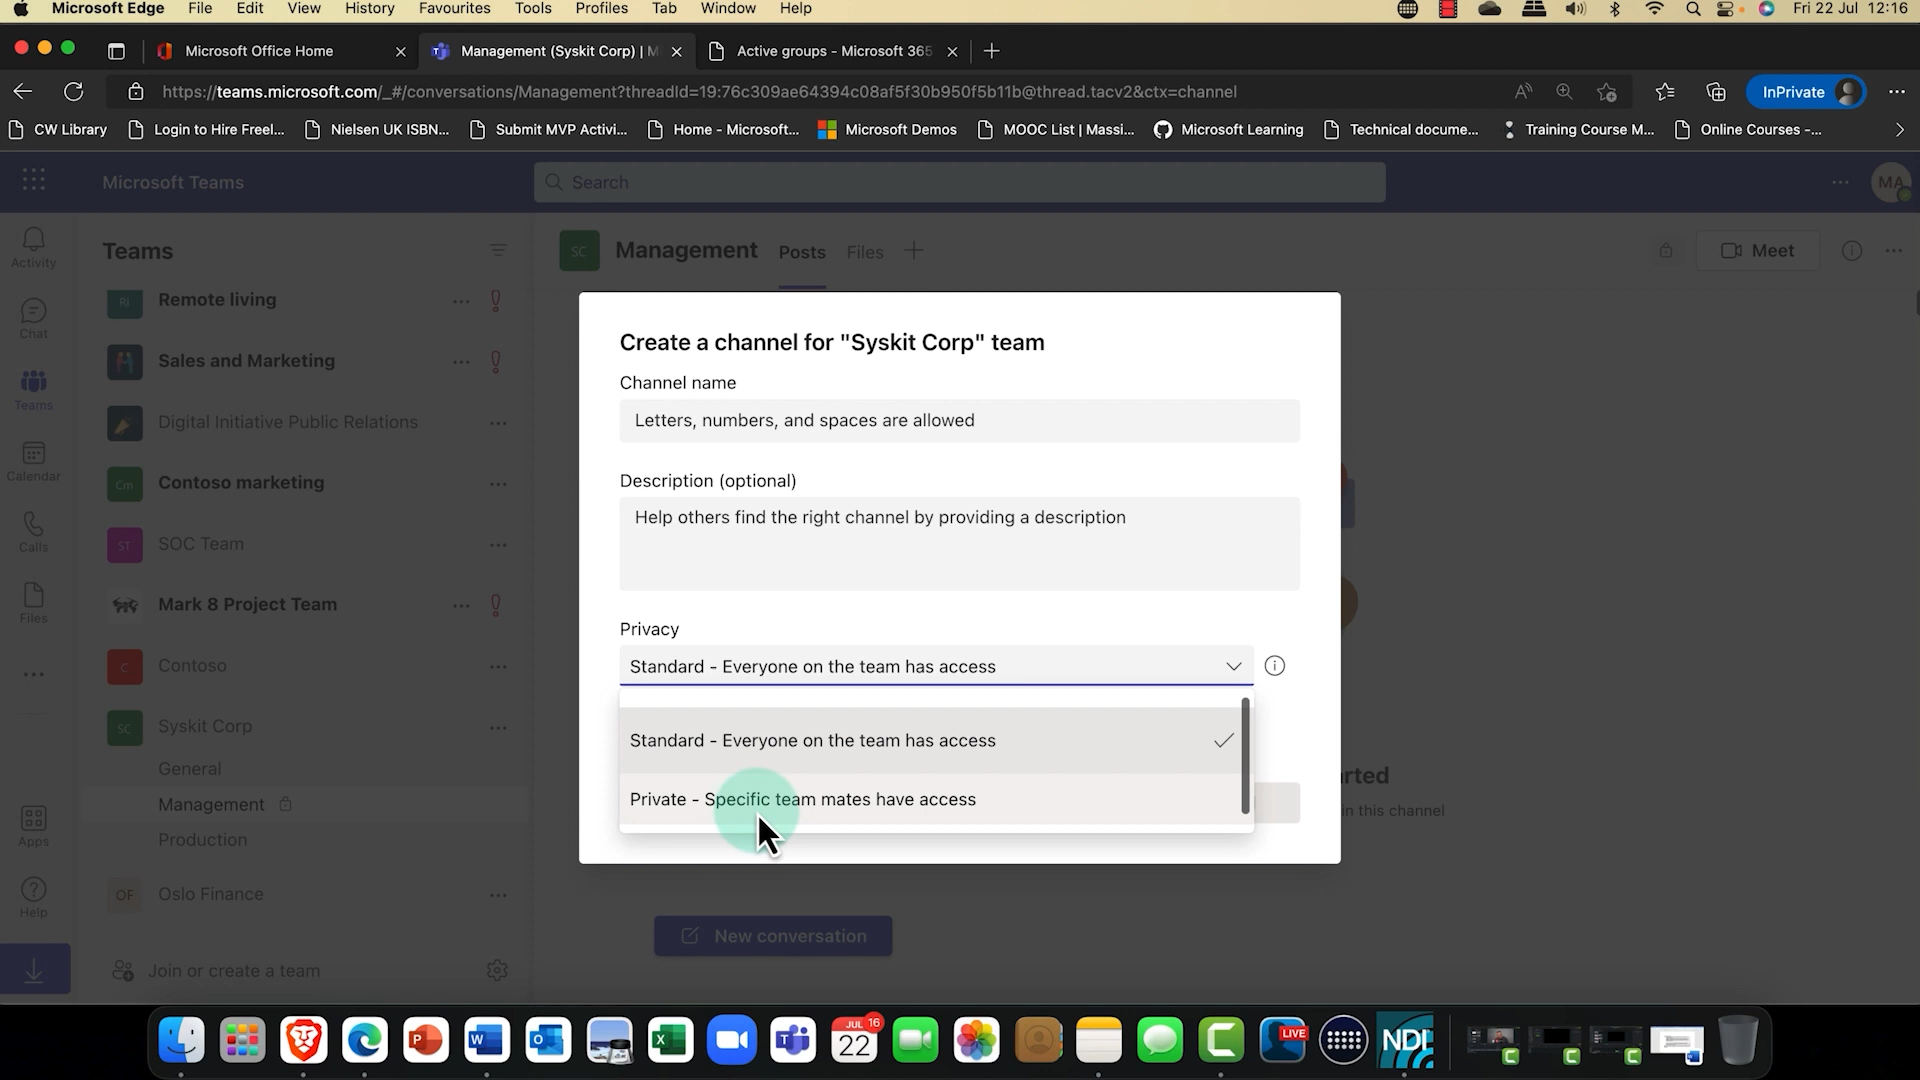 Microsoft Edge File Edit View History Favourites Tools Profiles Tab Window Help Fri 22 Jul 12:16
Microsoft Office Home Management (Syskit Corp) | M Active groups - Microsoft 365
https://teams.microsoft.com/_#/conversations/Management?threadId=19:76c309ae64394c08af5f30b950f5b11b@thread.tacv2&ctx=channel InPrivate
CW Library Login to Hire Freel... Nielsen UK ISBN... Submit MVP Activi... Home - Microsoft... Microsoft Demos MOOC List | Massi... Microsoft Learning Technical docume... Training Course M... Online Courses -...
Microsoft Teams Search MA
Activity
Chat
Teams
Calendar
Calls
Files
Apps
Help
Teams
Ri Remote living
Sales and Marketing
Digital Initiative Public Relations
Cm Contoso marketing
ST SOC Team
Mark 8 Project Team
C Contoso
SC Syskit Corp
General
Management
Production
OF Oslo Finance
Join or create a team
SC Management Posts Files Meet
Create a channel for "Syskit Corp" team
Channel name
Letters, numbers, and spaces are allowed
Description (optional)
Help others find the right channel by providing a description
Privacy
Standard - Everyone on the team has access
Standard - Everyone on the team has access
Private - Specific team mates have access
rted
in this channel
New conversation
JUL 16
22
LIVE
NDI